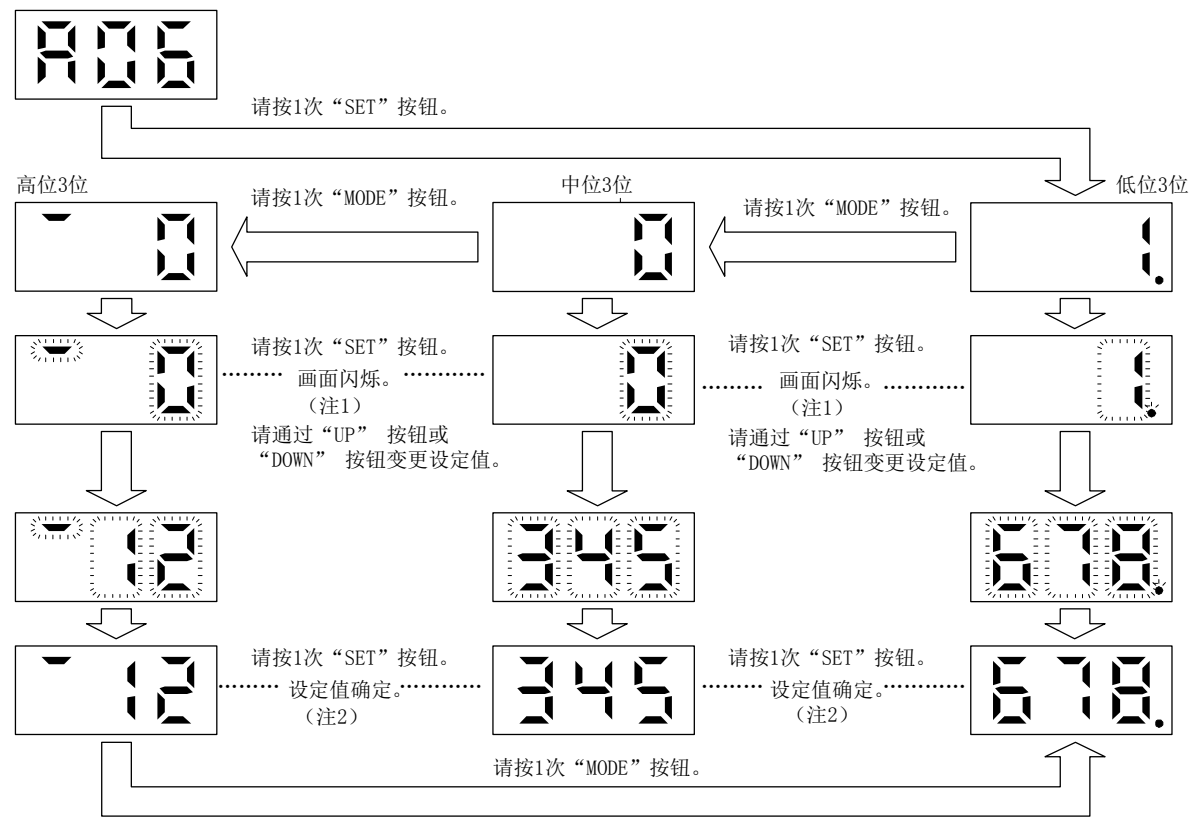 A06
请按1次“SET”按钮。
高位3位
请按1次“MODE”按钮。
中位3位
请按1次“MODE”按钮。
低位3位
- 0
0
1.
请按1次“SET”按钮。
画面闪烁。
（注1）
请通过“UP” 按钮或
“DOWN” 按钮变更设定值。
请按1次“SET”按钮。
画面闪烁。
（注1）
请通过“UP” 按钮或
“DOWN” 按钮变更设定值。
- 0
0
1.
- 12
345
678.
请按1次“SET”按钮。
设定值确定。
（注2）
请按1次“SET”按钮。
设定值确定。
（注2）
- 12
345
678.
请按1次“MODE”按钮。